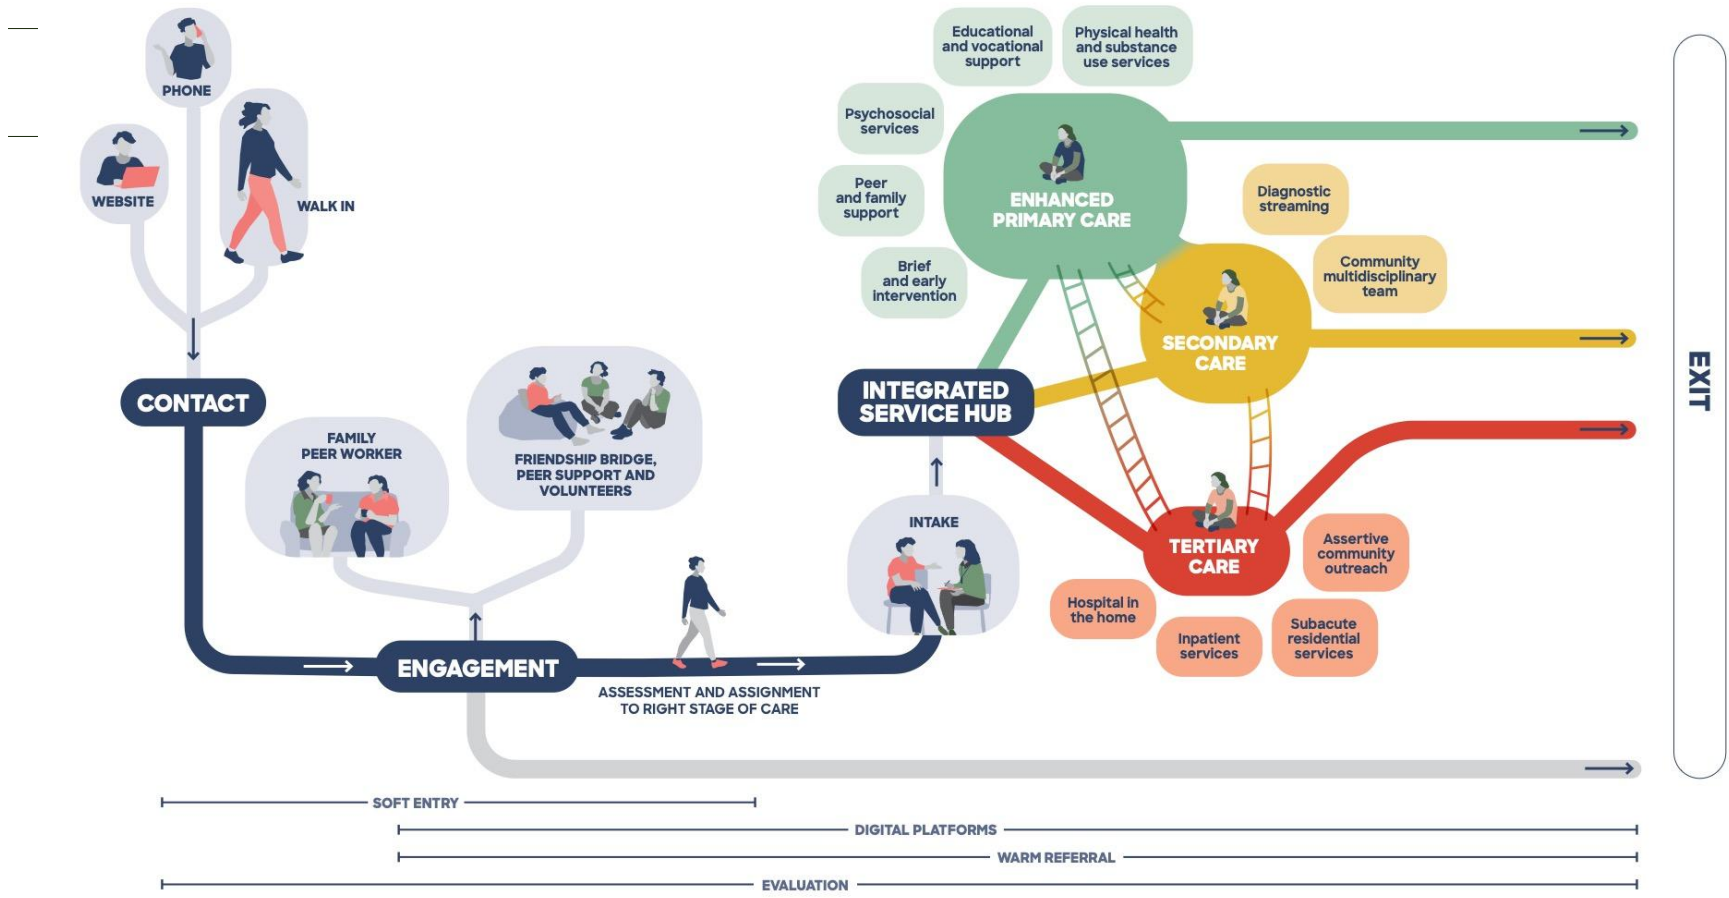 PHONE
WEBSITE
WALK IN
CONTACT
FAMILY
PEER WORKER
FRIENDSHIP BRIDGE,
PEER SUPPORT AND
VOLUNTEERS
ENGAGEMENT
ASSESSMENT AND ASSIGNMENT
TO RIGHT STAGE OF CARE
INTAKE
INTEGRATED
SERVICE HUB
Educational
and vocational
support
Physical health
and substance
use services
Psychosocial
services
Peer
and family
support
Brief
and early
intervention
ENHANCED
PRIMARY CARE
Diagnostic
streaming
Community
multidisciplinary
team
SECONDARY
CARE
TERTIARY
CARE
Assertive
community
outreach
Hospital in
the home
Inpatient
services
Subacute
residential
services
EXIT
SOFT ENTRY
DIGITAL PLATFORMS
WARM REFERRAL
EVALUATION